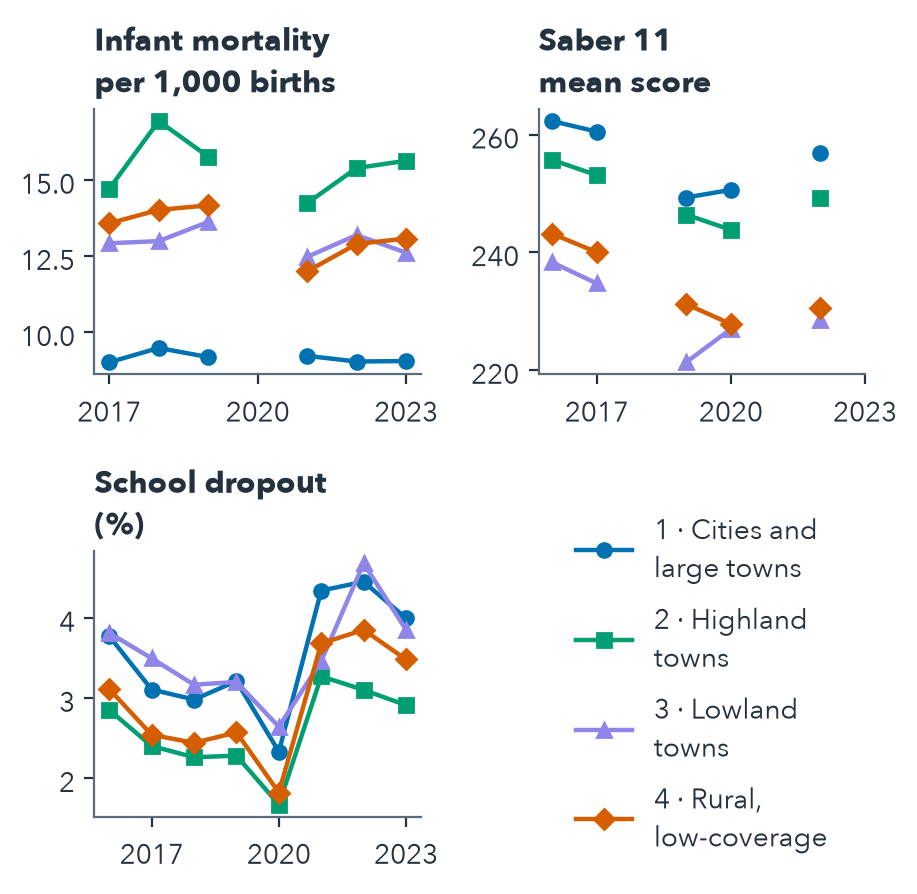 Infant mortality
per 1,000 births
15.0
12.5
10.0
2017
2020
2023
Saber 11
mean score
260
240
220
2017
2020
2023
School dropout
(%)
4
3
2
2017
2020
2023
1 · Cities and
large towns
2 · Highland
towns
3 · Lowland
towns
4 · Rural,
low-coverage